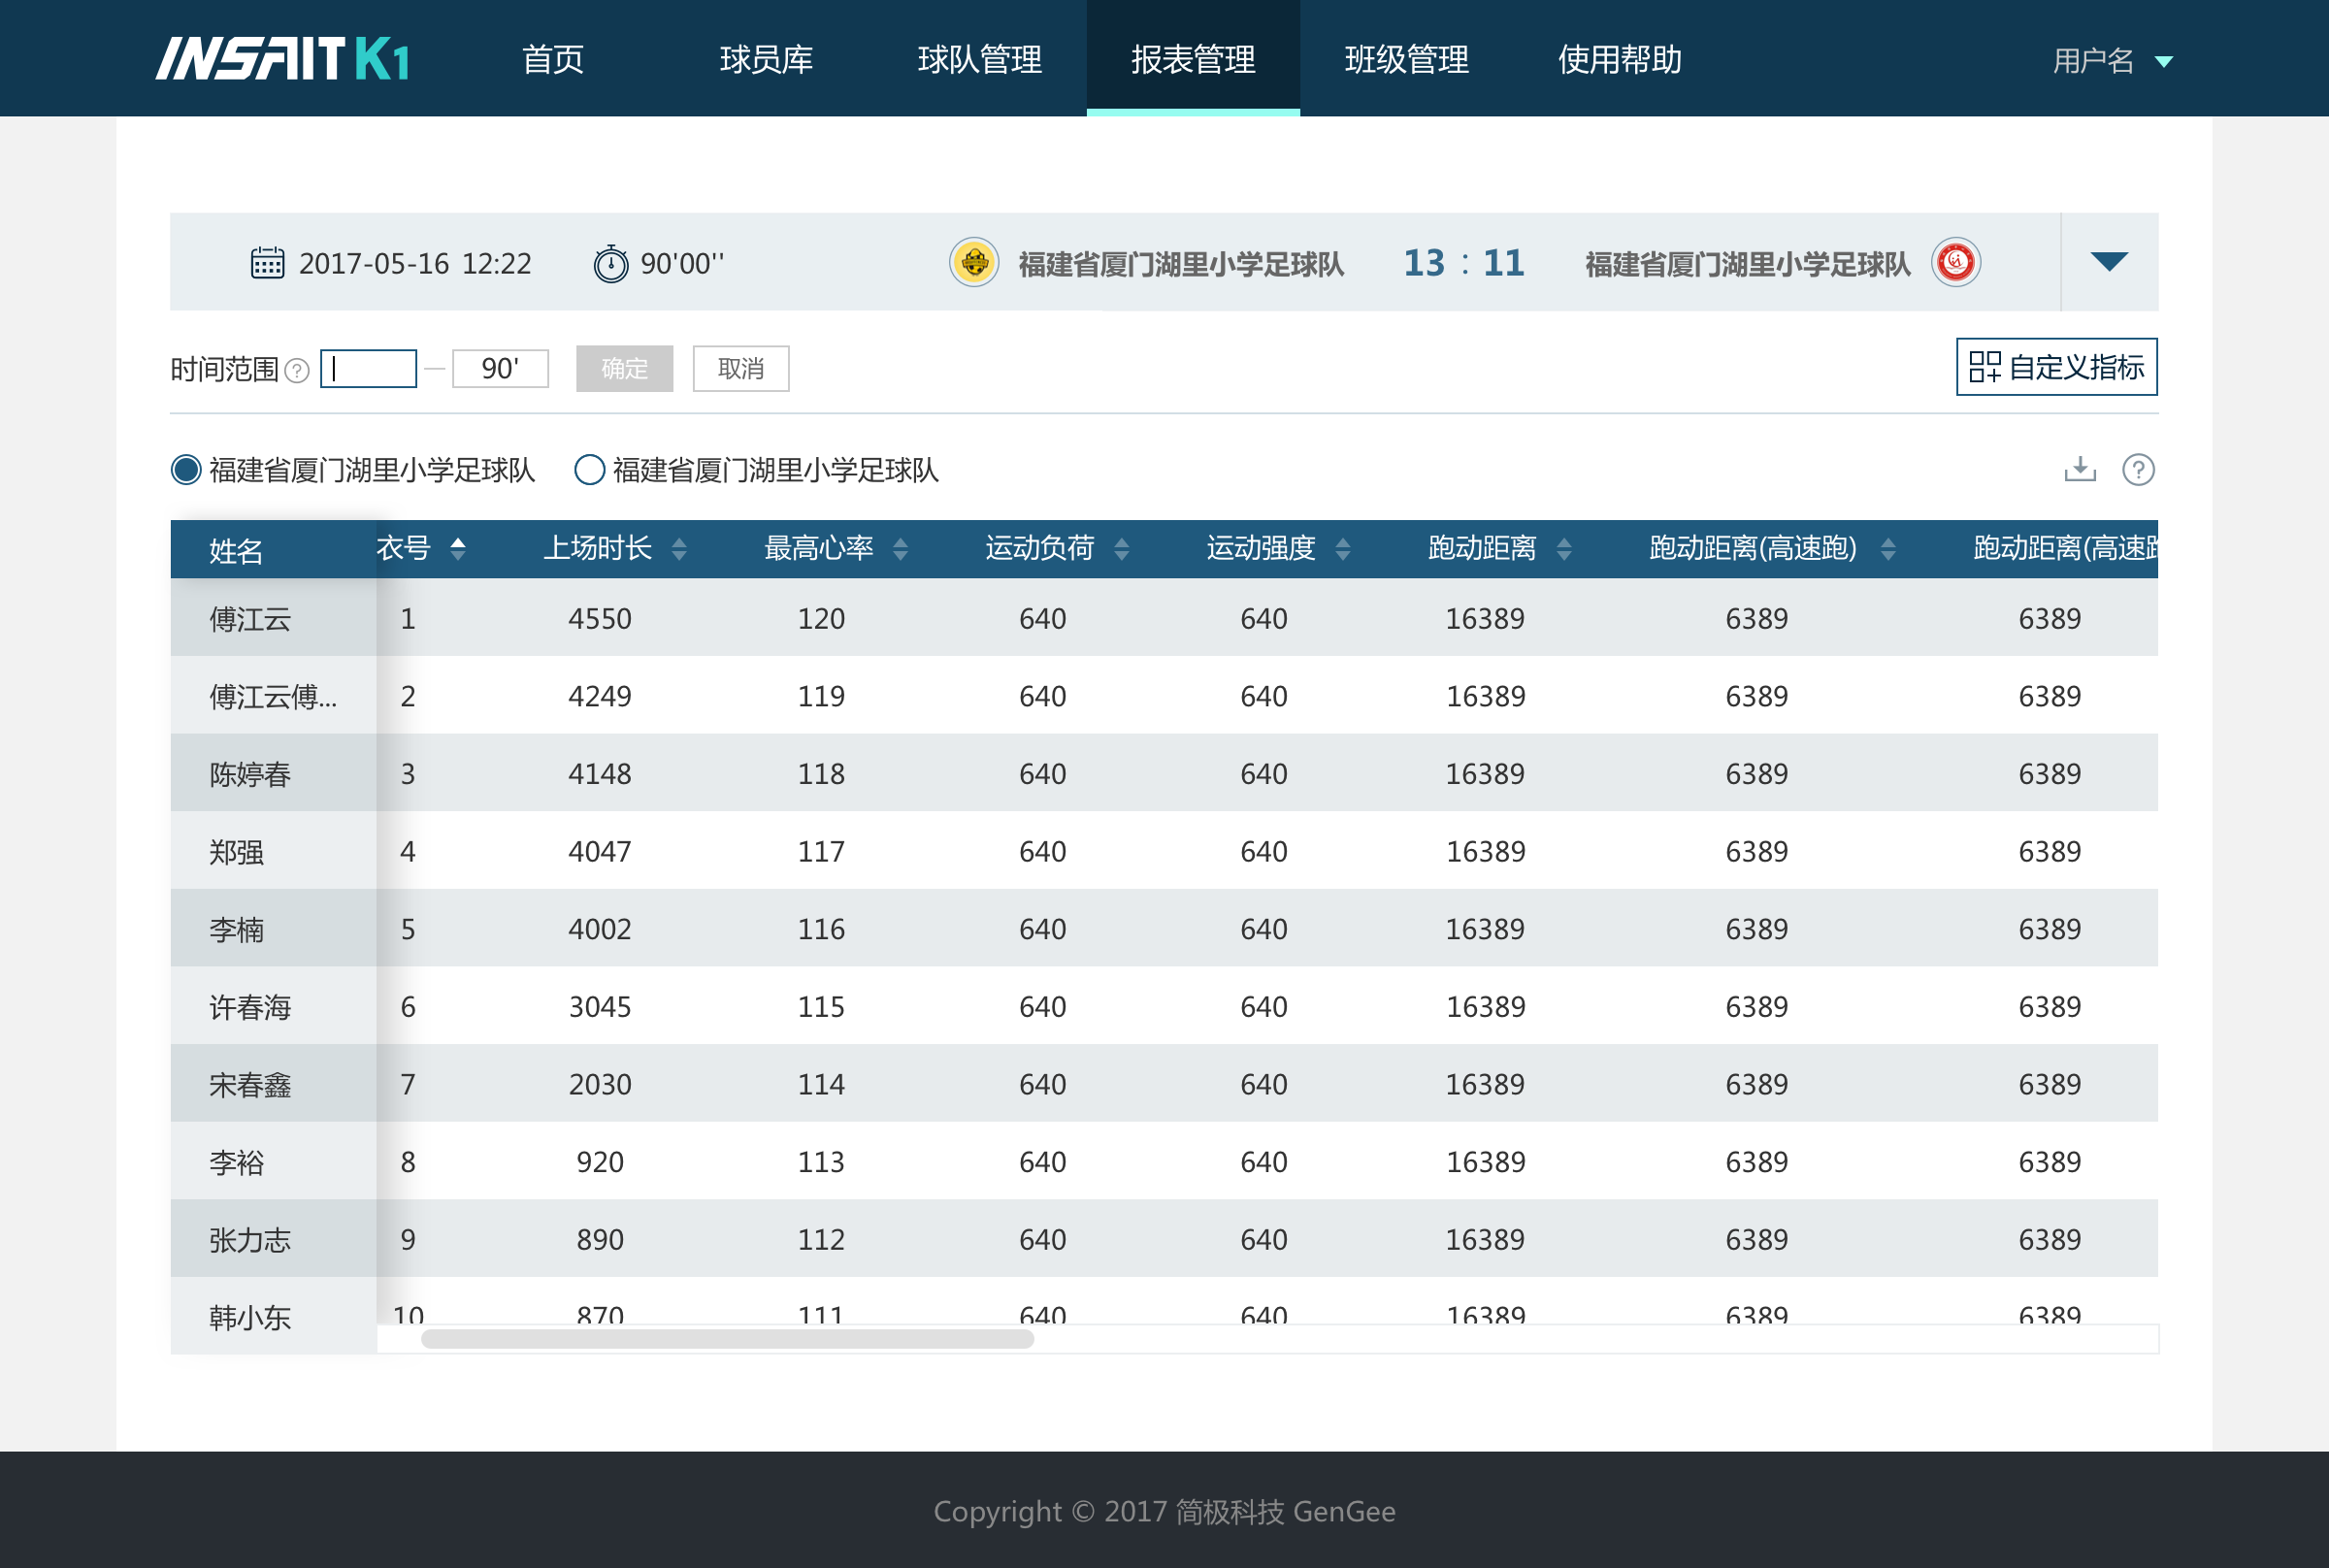 INSAIT K1 首页 球员库 球队管理 报表管理 班级管理 使用帮助 用户名
2017-05-16 12:22 90'00'' 福建省厦门湖里小学足球队 13 : 11 福建省厦门湖里小学足球队
时间范围 ? — 90' 确定 取消 自定义指标
福建省厦门湖里小学足球队 福建省厦门湖里小学足球队 ?
姓名 衣号 上场时长 最高心率 运动负荷 运动强度 跑动距离 跑动距离(高速跑) 跑动距离(高速跑
傅江云 1 4550 120 640 640 16389 6389 6389
傅江云傅... 2 4249 119 640 640 16389 6389 6389
陈婷春 3 4148 118 640 640 16389 6389 6389
郑强 4 4047 117 640 640 16389 6389 6389
李楠 5 4002 116 640 640 16389 6389 6389
许春海 6 3045 115 640 640 16389 6389 6389
宋春鑫 7 2030 114 640 640 16389 6389 6389
李裕 8 920 113 640 640 16389 6389 6389
张力志 9 890 112 640 640 16389 6389 6389
韩小东 10 870 111 640 640 16389 6389 6389
Copyright © 2017 简极科技 GenGee